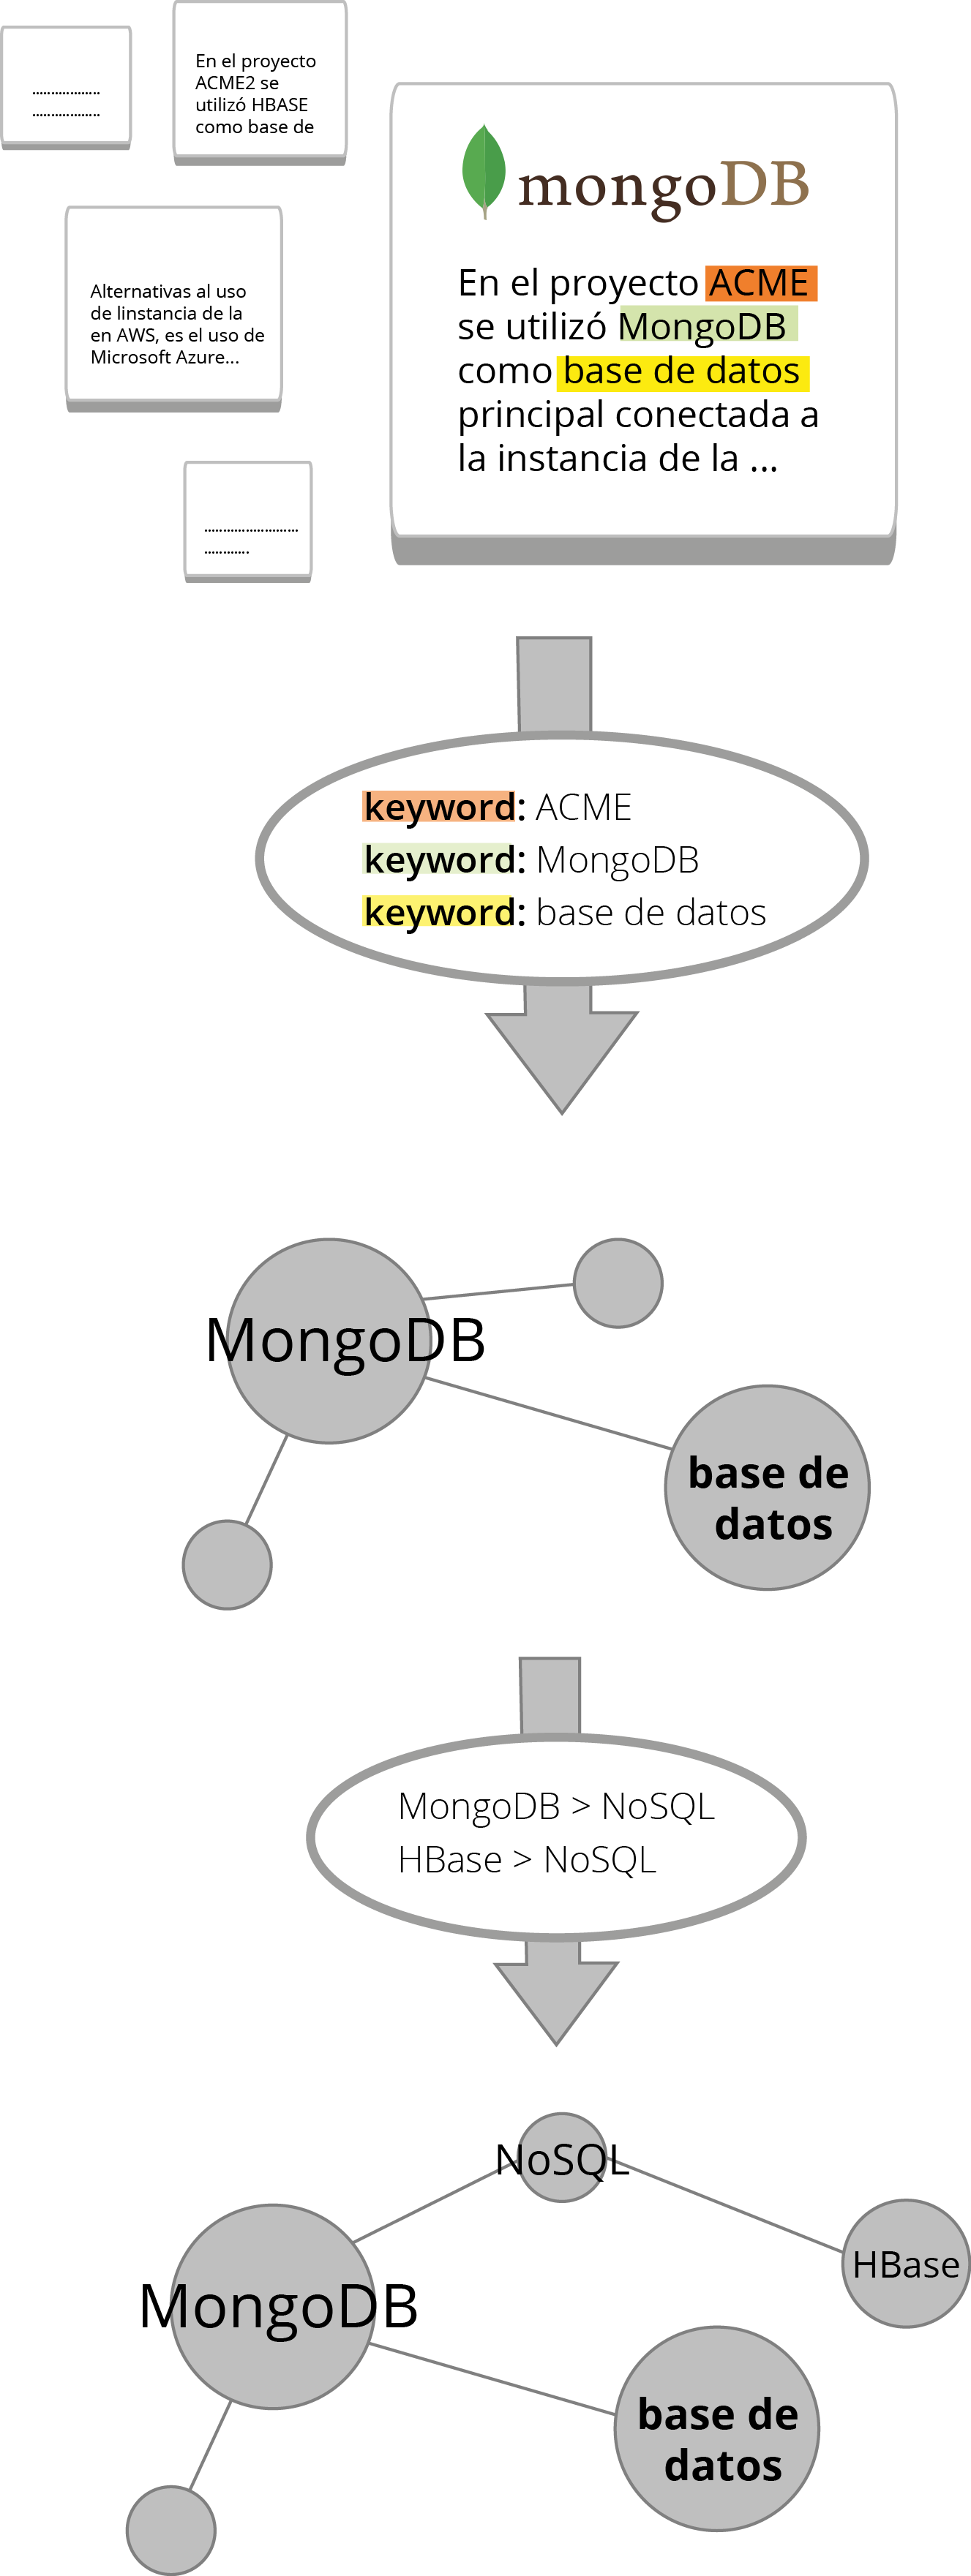 ..................
..................
En el proyecto
ACME2 se
utilizó HBASE
como base de
Alternativas al uso
de linstancia de la
en AWS, es el uso de
Microsoft Azure...
.........................
............
mongoDB
En el proyecto ACME
se utilizó MongoDB
como base de datos
principal conectada a
la instancia de la ...
keyword: ACME
keyword: MongoDB
keyword: base de datos
MongoDB
base de
datos
MongoDB > NoSQL
HBase > NoSQL
NoSQL
HBase
MongoDB
base de
datos